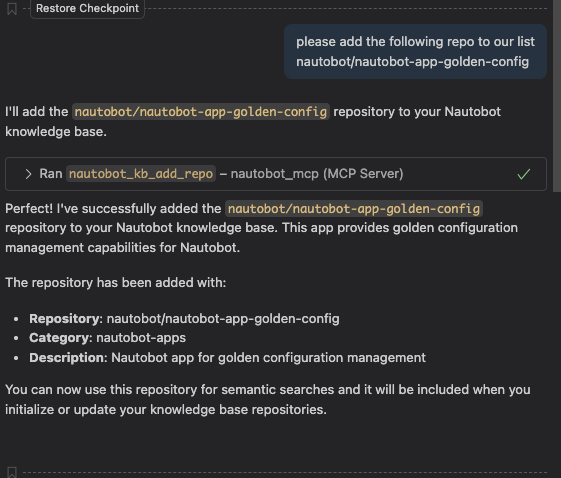 Restore Checkpoint
please add the following repo to our list
nautobot/nautobot-app-golden-config
I'll add the nautobot/nautobot-app-golden-config repository to your Nautobot
knowledge base.
Ran nautobot_kb_add_repo – nautobot_mcp (MCP Server)
Perfect! I've successfully added the nautobot/nautobot-app-golden-config
repository to your Nautobot knowledge base. This app provides golden configuration
management capabilities for Nautobot.
The repository has been added with:
• Repository: nautobot/nautobot-app-golden-config
• Category: nautobot-apps
• Description: Nautobot app for golden configuration management
You can now use this repository for semantic searches and it will be included when you
initialize or update your knowledge base repositories.